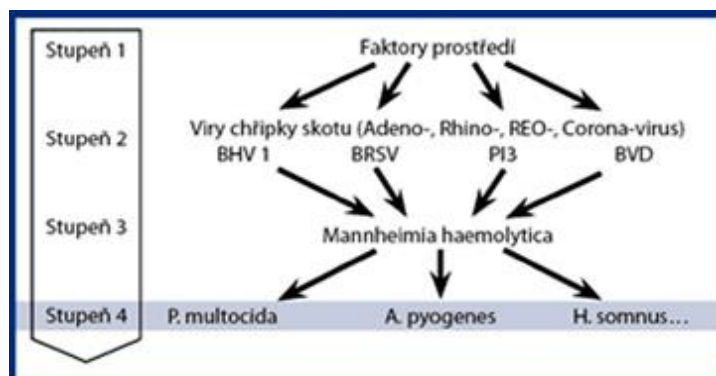 Stupeň 1
Faktory prostředí
Stupeň 2
Viry chřipky skotu (Adeno-, Rhino-, REO-, Corona-virus)
BHV 1 BRSV PI3 BVD
Stupeň 3
Mannheimia haemolytica
Stupeň 4 P. multocida A. pyogenes H. somnus...